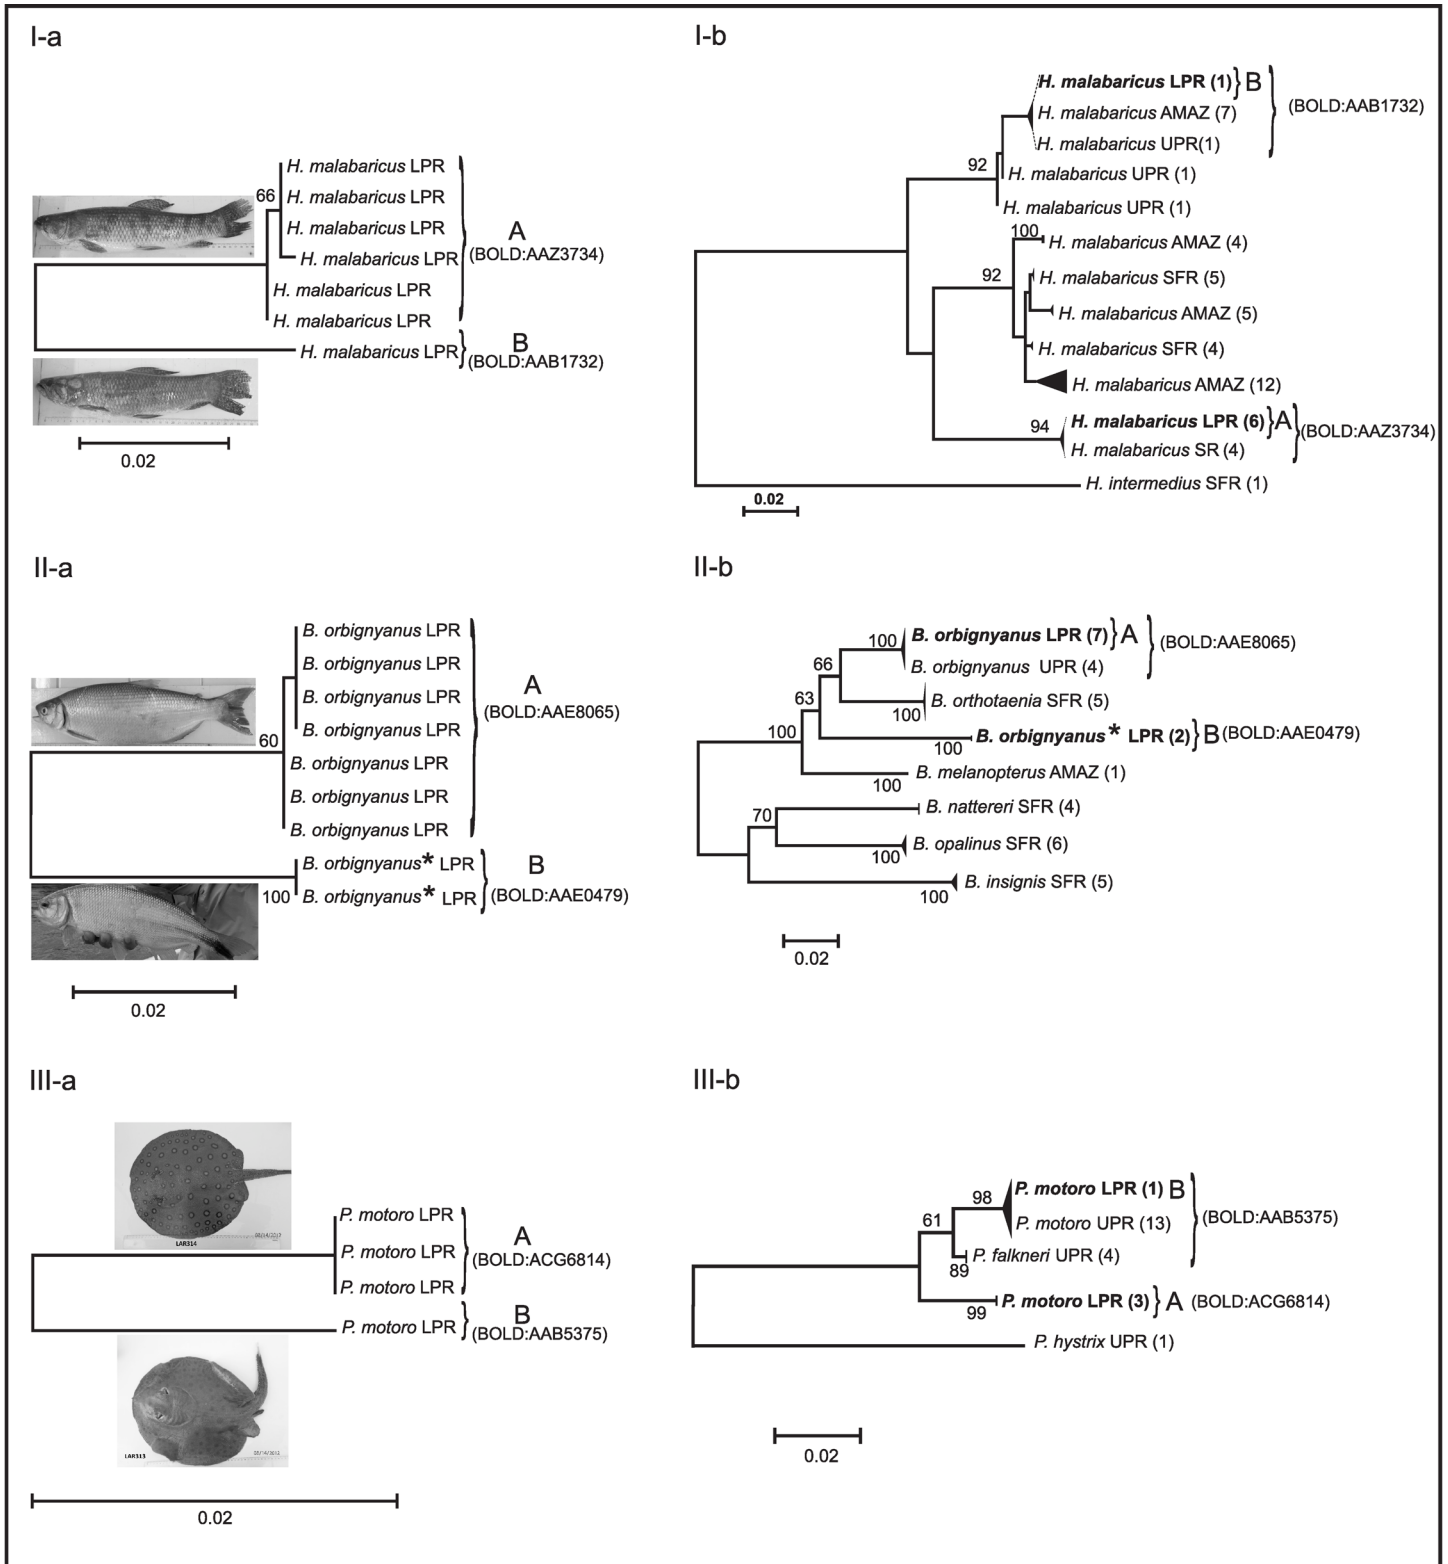 I-a
66
H. malabaricus LPR
H. malabaricus LPR
H. malabaricus LPR
H. malabaricus LPR
H. malabaricus LPR
H. malabaricus LPR
A
(BOLD:AAZ3734)
H. malabaricus LPR
B
(BOLD:AAB1732)
0.02
I-b
H. malabaricus LPR (1) B
H. malabaricus AMAZ (7)
(BOLD:AAB1732)
H. malabaricus UPR(1)
92
H. malabaricus UPR (1)
H. malabaricus UPR (1)
100
H. malabaricus AMAZ (4)
92
H. malabaricus SFR (5)
H. malabaricus AMAZ (5)
H. malabaricus SFR (4)
H. malabaricus AMAZ (12)
94
H. malabaricus LPR (6) A
(BOLD:AAZ3734)
H. malabaricus SR (4)
H. intermedius SFR (1)
0.02
II-a
B. orbignyanus LPR
B. orbignyanus LPR
B. orbignyanus LPR
B. orbignyanus LPR
60
B. orbignyanus LPR
B. orbignyanus LPR
B. orbignyanus LPR
A
(BOLD:AAE8065)
B. orbignyanus* LPR
100
B. orbignyanus* LPR
B
(BOLD:AAE0479)
0.02
II-b
100
B. orbignyanus LPR (7) A
(BOLD:AAE8065)
B. orbignyanus UPR (4)
66
B. orthotaenia SFR (5)
100
63
B. orbignyanus* LPR (2) B (BOLD:AAE0479)
100
100
B. melanopterus AMAZ (1)
100
B. nattereri SFR (4)
70
B. opalinus SFR (6)
100
B. insignis SFR (5)
100
0.02
III-a
LAR314
P. motoro LPR
P. motoro LPR
P. motoro LPR
A
(BOLD:ACG6814)
P. motoro LPR
B
(BOLD:AAB5375)
LAR313
0.02
III-b
98
P. motoro LPR (1) B
P. motoro UPR (13)
(BOLD:AAB5375)
61
P. falkneri UPR (4)
89
P. motoro LPR (3) A (BOLD:ACG6814)
99
P. hystrix UPR (1)
0.02